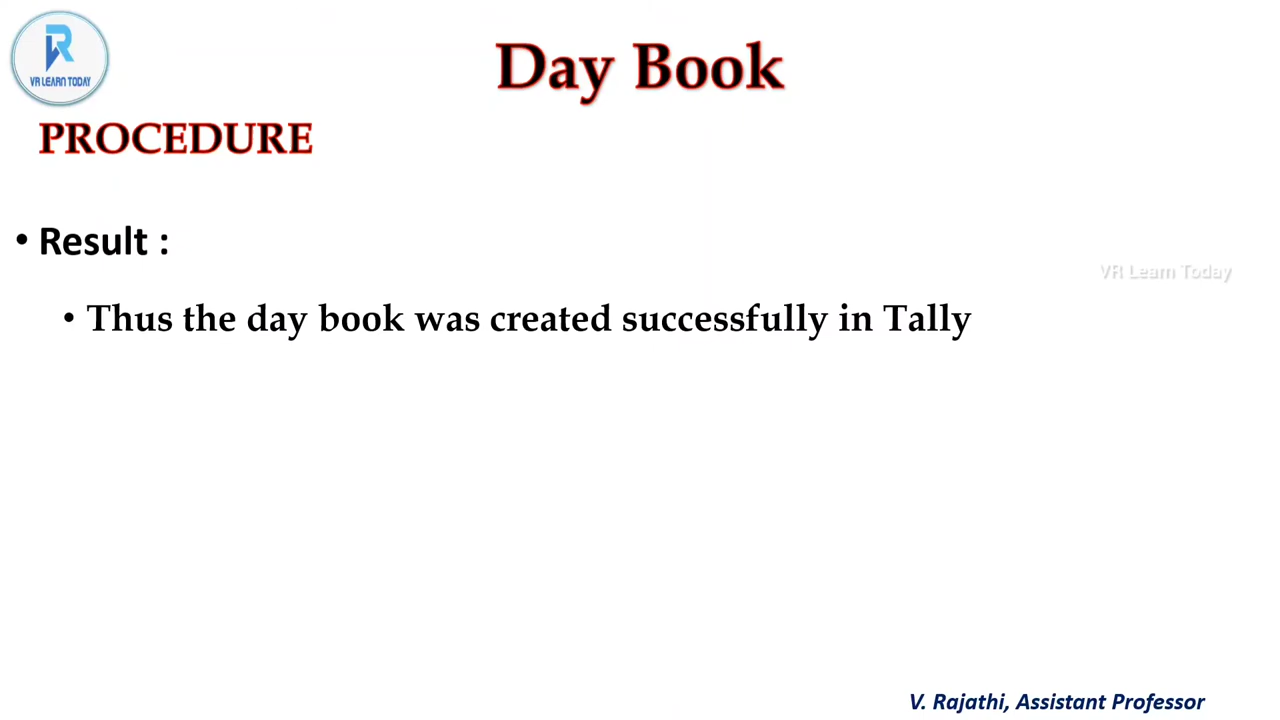 VR LEARN TODAY
Day Book
PROCEDURE
• Result :
VR Learn Today
• Thus the day book was created successfully in Tally
V. Rajathi, Assistant Professor